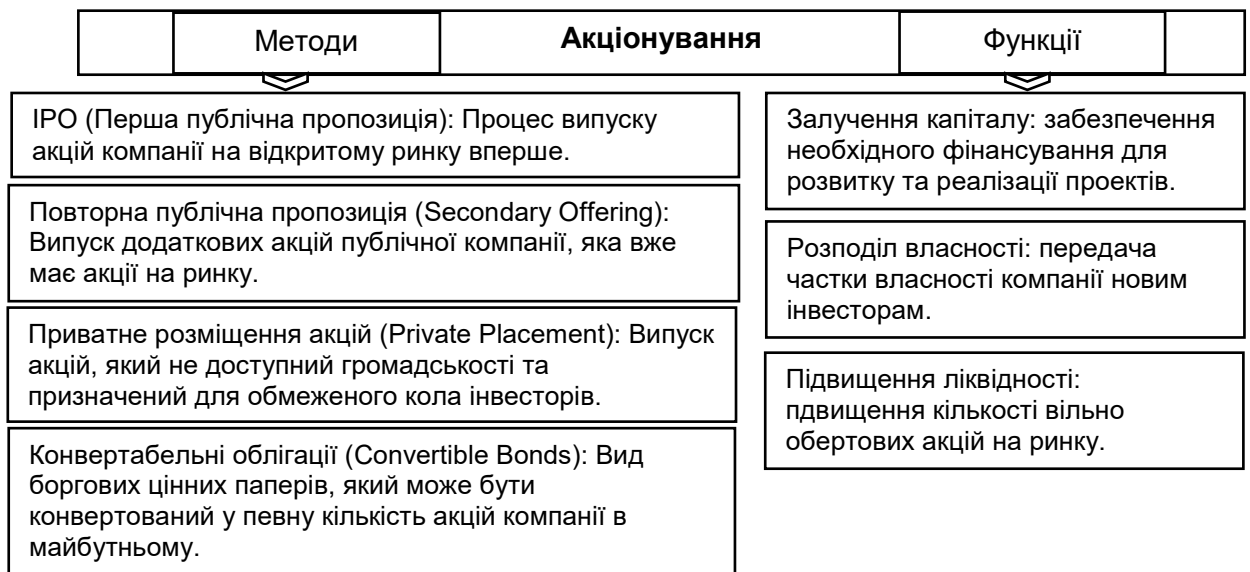 Методи
Акціонування
Функції
IPO (Перша публічна пропозиція): Процес випуску
акцій компанії на відкритому ринку вперше.
Повторна публічна пропозиція (Secondary Offering):
Випуск додаткових акцій публічної компанії, яка вже
має акції на ринку.
Приватне розміщення акцій (Private Placement): Випуск
акцій, який не доступний громадськості та
призначений для обмеженого кола інвесторів.
Конвертабельні облігації (Convertible Bonds): Вид
боргових цінних паперів, який може бути
конвертований у певну кількість акцій компанії в
майбутньому.
Залучення капіталу: забезпечення
необхідного фінансування для
розвитку та реалізації проектів.
Розподіл власності: передача
частки власності компанії новим
інвесторам.
Підвищення ліквідності:
пдвищення кількості вільно
обертових акцій на ринку.